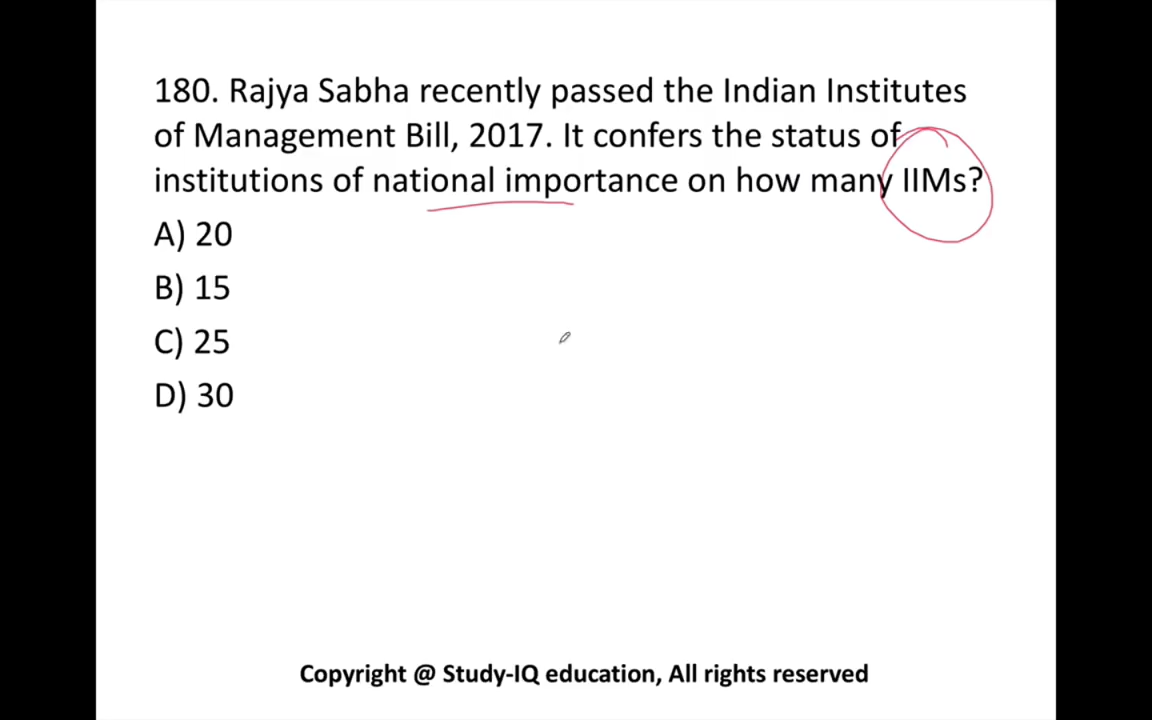 180. Rajya Sabha recently passed the Indian Institutes
of Management Bill, 2017. It confers the status of
institutions of national importance on how many IIMs?
A) 20
B) 15
C) 25
D) 30
Copyright @ Study-IQ education, All rights reserved